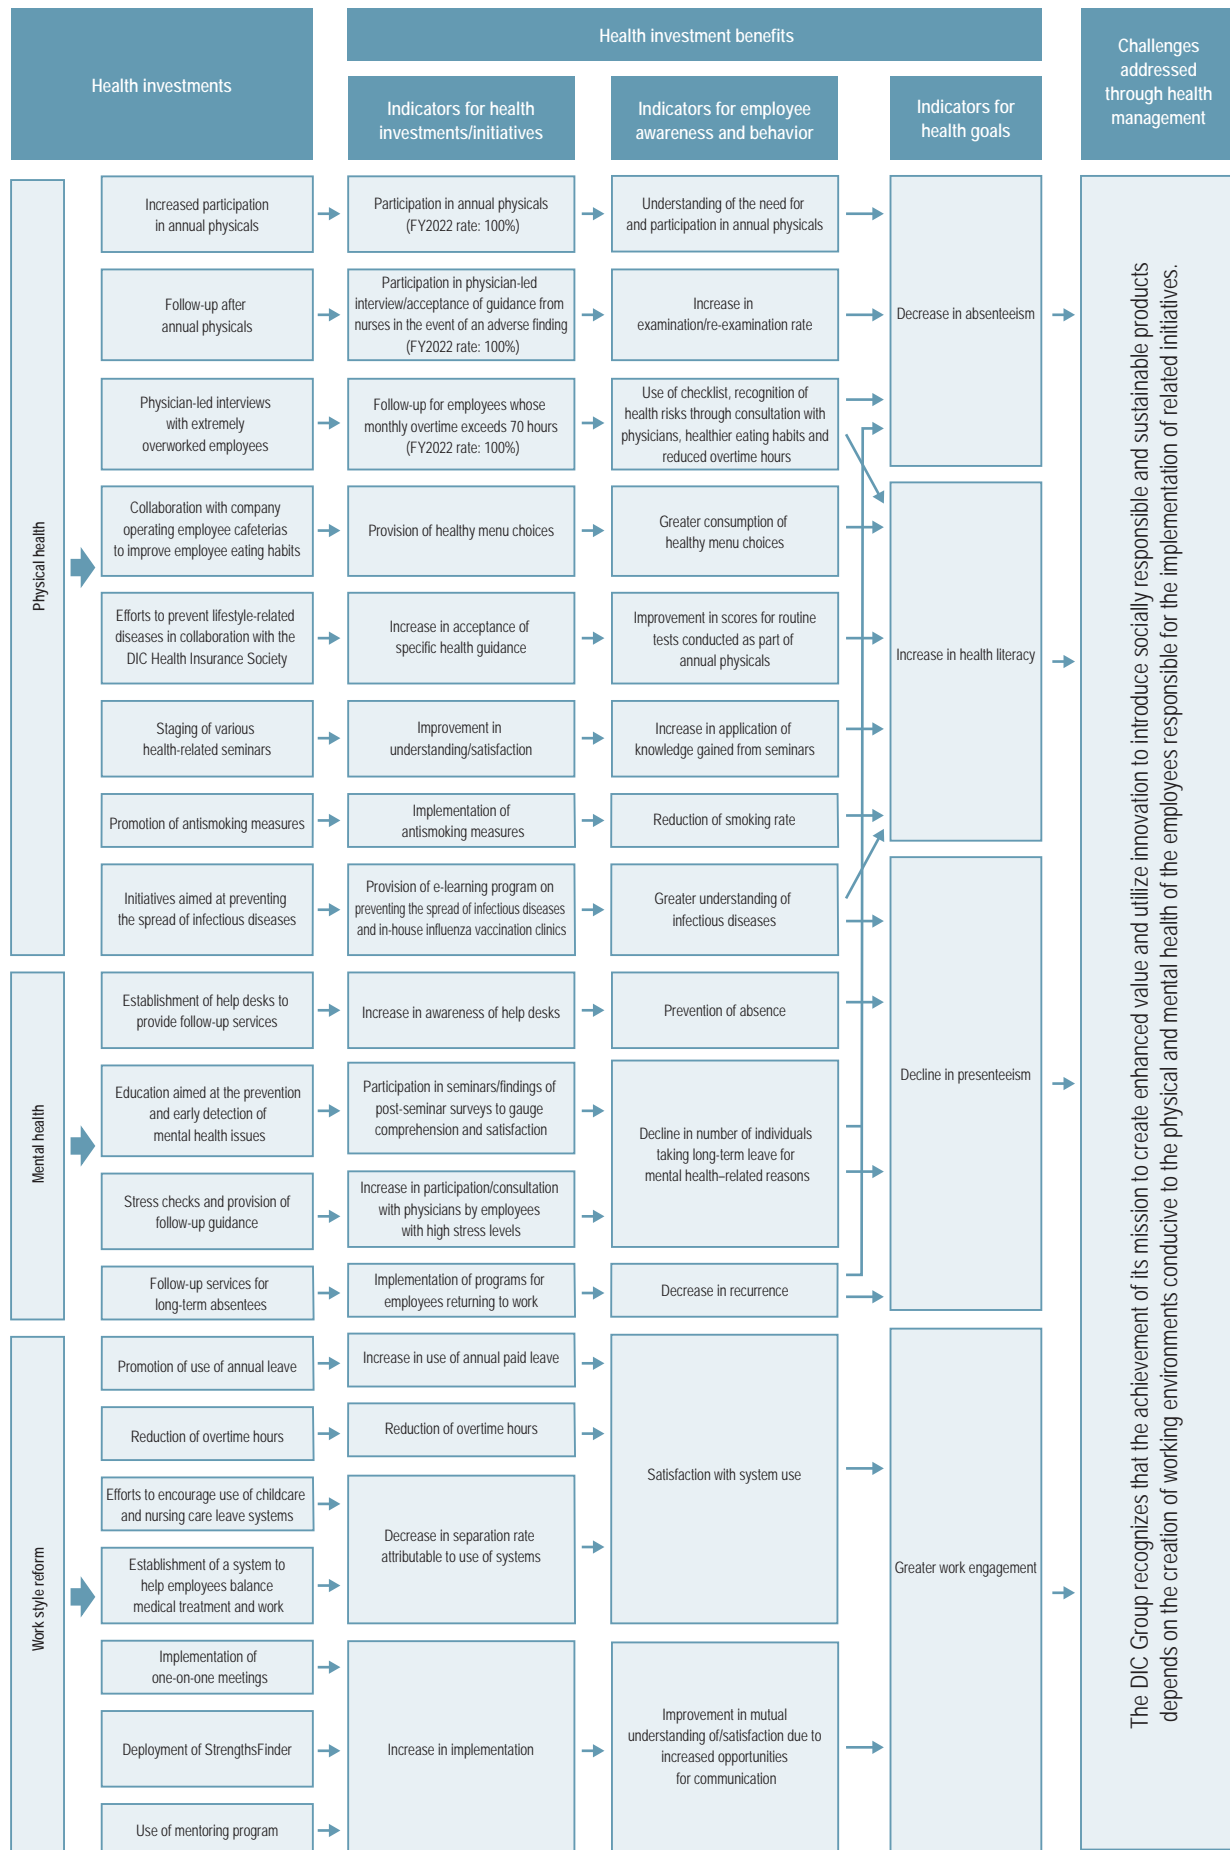 Health investments
Health investment benefits
Indicators for health
investments/initiatives
Indicators for employee
awareness and behavior
Indicators for
health goals
Challenges
addressed
through health
management
Physical health
Increased participation
in annual physicals
Participation in annual physicals
(FY2022 rate: 100%)
Understanding of the need for
and participation in annual physicals
Follow-up after
annual physicals
Participation in physician-led
interview/acceptance of guidance from
nurses in the event of an adverse finding
(FY2022 rate: 100%)
Increase in
examination/re-examination rate
Physician-led interviews
with extremely
overworked employees
Follow-up for employees whose
monthly overtime exceeds 70 hours
(FY2022 rate: 100%)
Use of checklist, recognition of
health risks through consultation with
physicians, healthier eating habits and
reduced overtime hours
Decrease in absenteeism
Collaboration with company
operating employee cafeterias
to improve employee eating habits
Provision of healthy menu choices
Greater consumption of
healthy menu choices
Efforts to prevent lifestyle-related
diseases in collaboration with the
DIC Health Insurance Society
Increase in acceptance of
specific health guidance
Improvement in scores for routine
tests conducted as part of
annual physicals
Staging of various
health-related seminars
Improvement in
understanding/satisfaction
Increase in application of
knowledge gained from seminars
Promotion of antismoking measures
Implementation of
antismoking measures
Reduction of smoking rate
Increase in health literacy
Initiatives aimed at preventing
the spread of infectious diseases
Provision of e-learning program on
preventing the spread of infectious diseases
and in-house influenza vaccination clinics
Greater understanding of
infectious diseases
Mental health
Establishment of help desks to
provide follow-up services
Increase in awareness of help desks
Prevention of absence
Education aimed at the prevention
and early detection of
mental health issues
Participation in seminars/findings of
post-seminar surveys to gauge
comprehension and satisfaction
Decline in number of individuals
taking long-term leave for
mental health–related reasons
Stress checks and provision of
follow-up guidance
Increase in participation/consultation
with physicians by employees
with high stress levels
Follow-up services for
long-term absentees
Implementation of programs for
employees returning to work
Decrease in recurrence
Decline in presenteeism
Work style reform
Promotion of use of annual leave
Increase in use of annual paid leave
Reduction of overtime hours
Reduction of overtime hours
Satisfaction with system use
Efforts to encourage use of childcare
and nursing care leave systems
Decrease in separation rate
attributable to use of systems
Establishment of a system to
help employees balance
medical treatment and work
Implementation of
one-on-one meetings
Deployment of StrengthsFinder
Use of mentoring program
Increase in implementation
Improvement in mutual
understanding of/satisfaction due to
increased opportunities
for communication
Greater work engagement
The DIC Group recognizes that the achievement of its mission to create enhanced value and utilize innovation to introduce socially responsible and sustainable products
depends on the creation of working environments conducive to the physical and mental health of the employees responsible for the implementation of related initiatives.